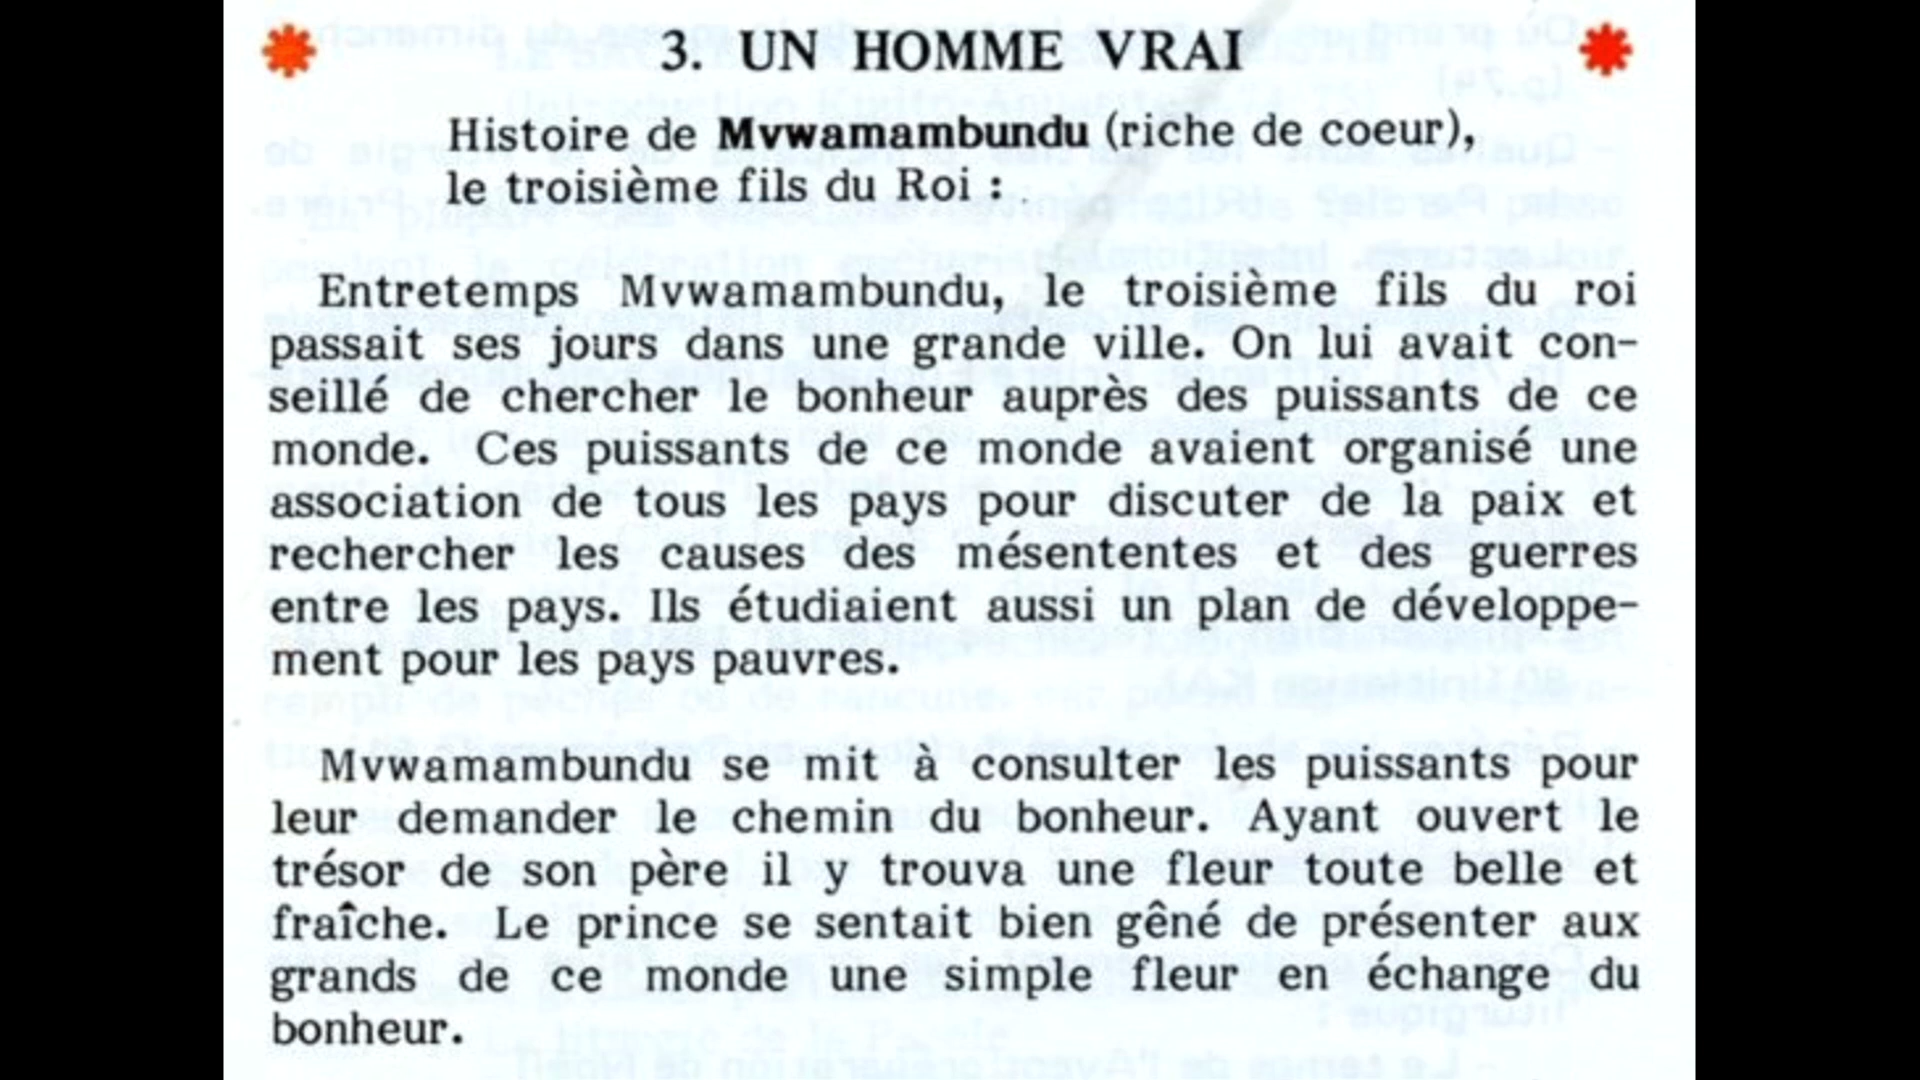 3. UN HOMME VRAI
Histoire de Mvwamambundu (riche de coeur),
le troisième fils du Roi :
Entretemps Mvwamambundu, le troisième fils du roi
passait ses jours dans une grande ville. On lui avait con-
seillé de chercher le bonheur auprès des puissants de ce
monde. Ces puissants de ce monde avaient organisé une
association de tous les pays pour discuter de la paix et
rechercher les causes des mésententes et des guerres
entre les pays. Ils étudiaient aussi un plan de développe-
ment pour les pays pauvres.
Mvwamambundu se mit à consulter les puissants pour
leur demander le chemin du bonheur. Ayant ouvert le
trésor de son père il y trouva une fleur toute belle et
fraîche. Le prince se sentait bien gêné de présenter aux
grands de ce monde une simple fleur en échange du
bonheur.